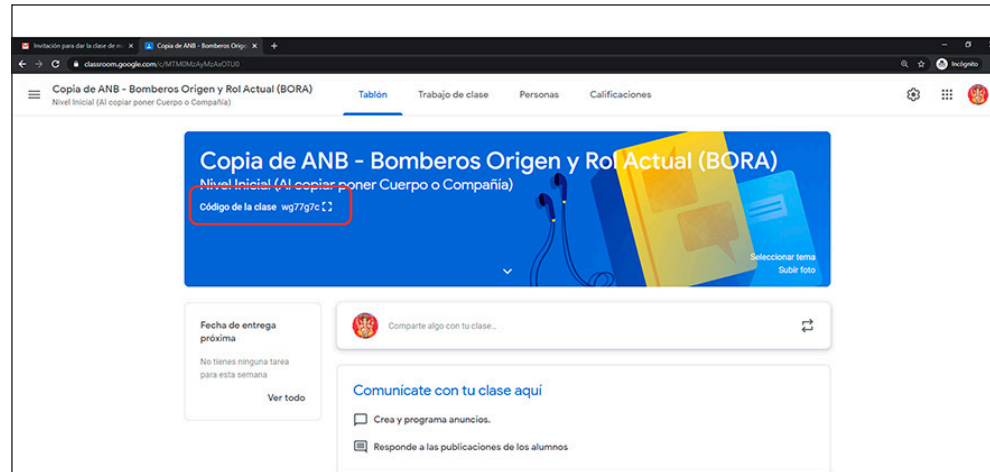 Invitación para dar la clase de m
Copia de ANB - Bomberos Orige
classroom.google.com/c/MTM0MzAyMzAxOTU0
Incógnito
Copia de ANB - Bomberos Origen y Rol Actual (BORA)
Nivel Inicial (Al copiar poner Cuerpo o Compañía)
Tablón
Trabajo de clase
Personas
Calificaciones
Copia de ANB - Bomberos Origen y Rol Actual (BORA)
Nivel Inicial (Al copiar poner Cuerpo o Compañía)
Código de la clase wg77g7c
Seleccionar tema
Subir foto
Fecha de entrega
próxima
No tienes ninguna tarea
para esta semana
Ver todo
Comparte algo con tu clase...
Comunícate con tu clase aquí
Crea y programa anuncios.
Responde a las publicaciones de los alumnos